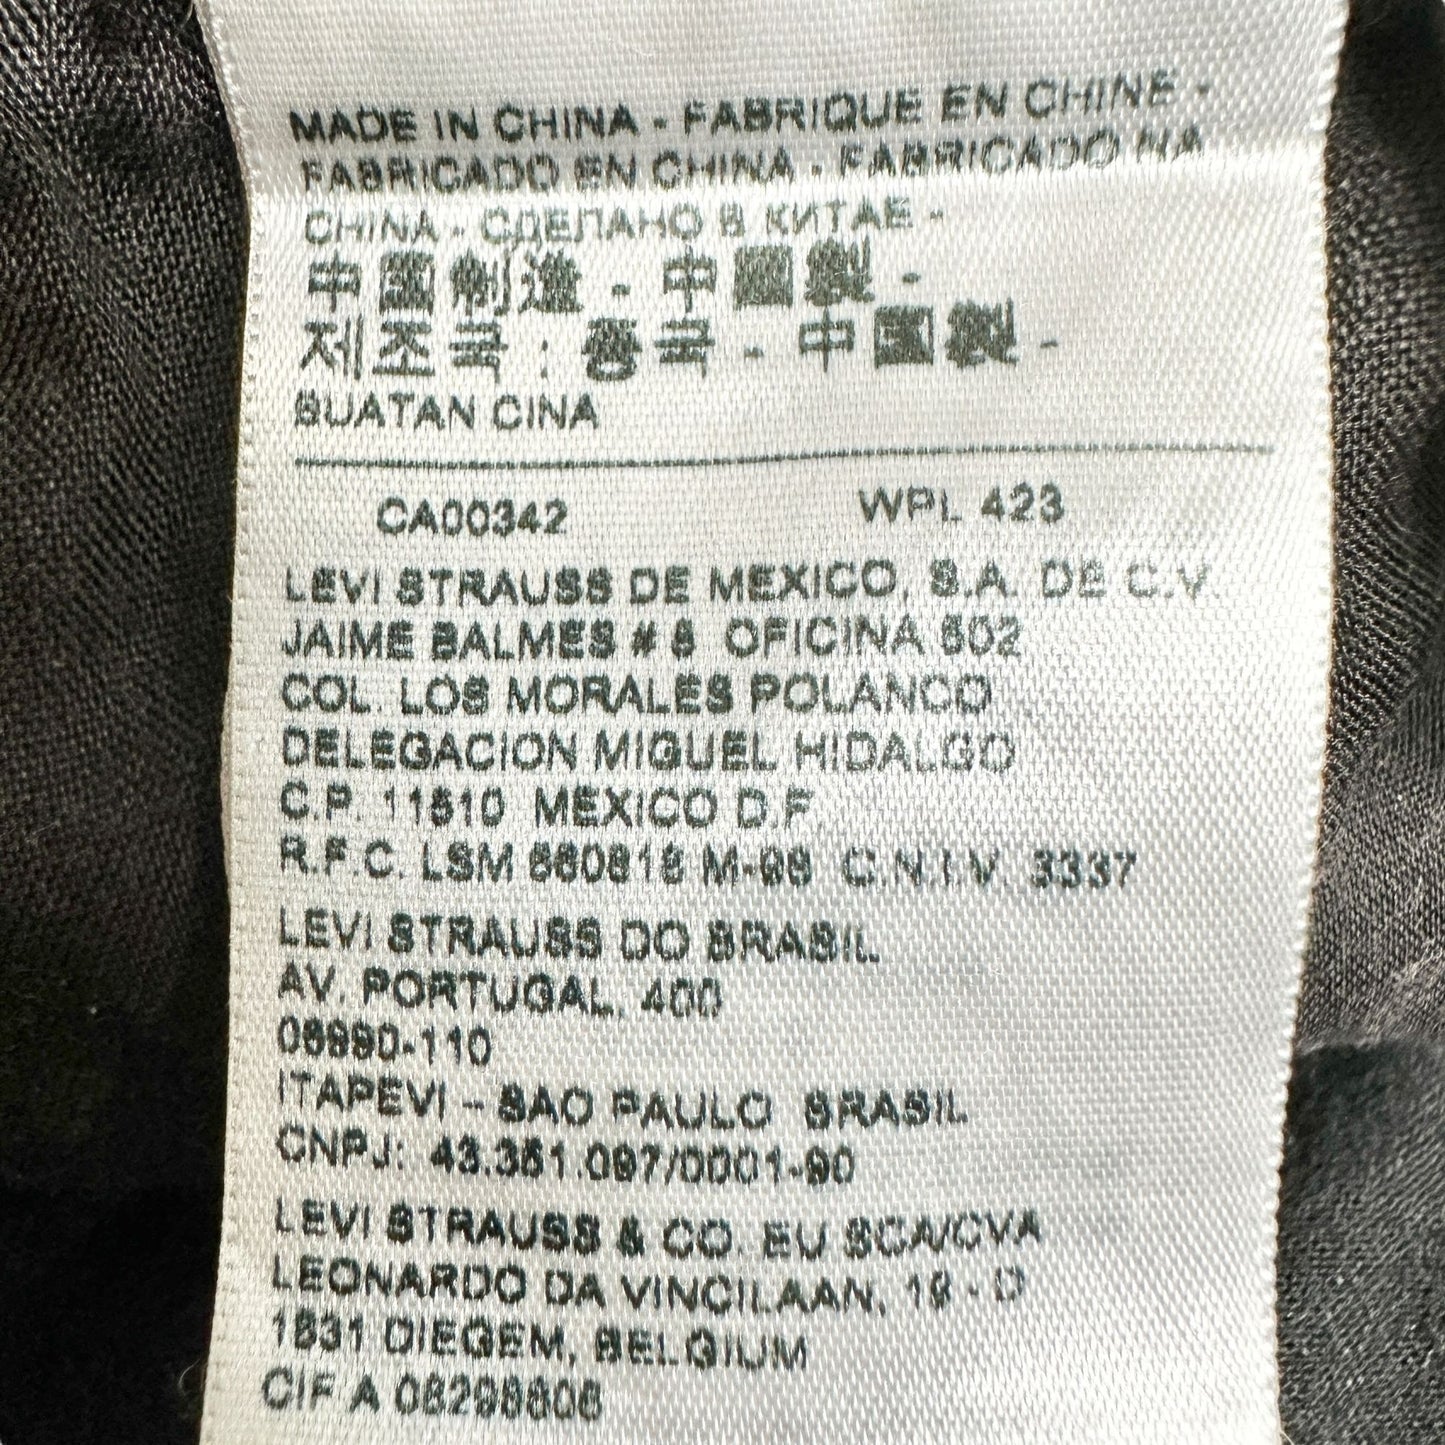 MADE IN CHINA - FABRIQUE EN CHINE -
FABRICADO EN CHINA - FABRICADO NA
CHINA - СДЕЛАНО В КИТАЕ -
中国制造 - 中國製 -
제조국 : 중국 - 中國製 -
BUATAN CINA
CA00342 WPL 423
LEVI STRAUSS DE MEXICO, S.A. DE C.V.
JAIME BALMES # 8 OFICINA 602
COL. LOS MORALES POLANCO
DELEGACION MIGUEL HIDALGO
C.P. 11510 MEXICO D.F
R.F.C. LSM M-98 C.N.I.V. 3337
LEVI STRAUSS DO BRASIL
AV. PORTUGAL, 400
06690-110
ITAPEVI – SAO PAULO BRASIL
CNPJ: 43.351.097/0001-90
LEVI STRAUSS & CO. EU SCA/CVA
LEONARDO DA VINCILAAN, 19 - D
1831 DIEGEM, BELGIUM
CIF A